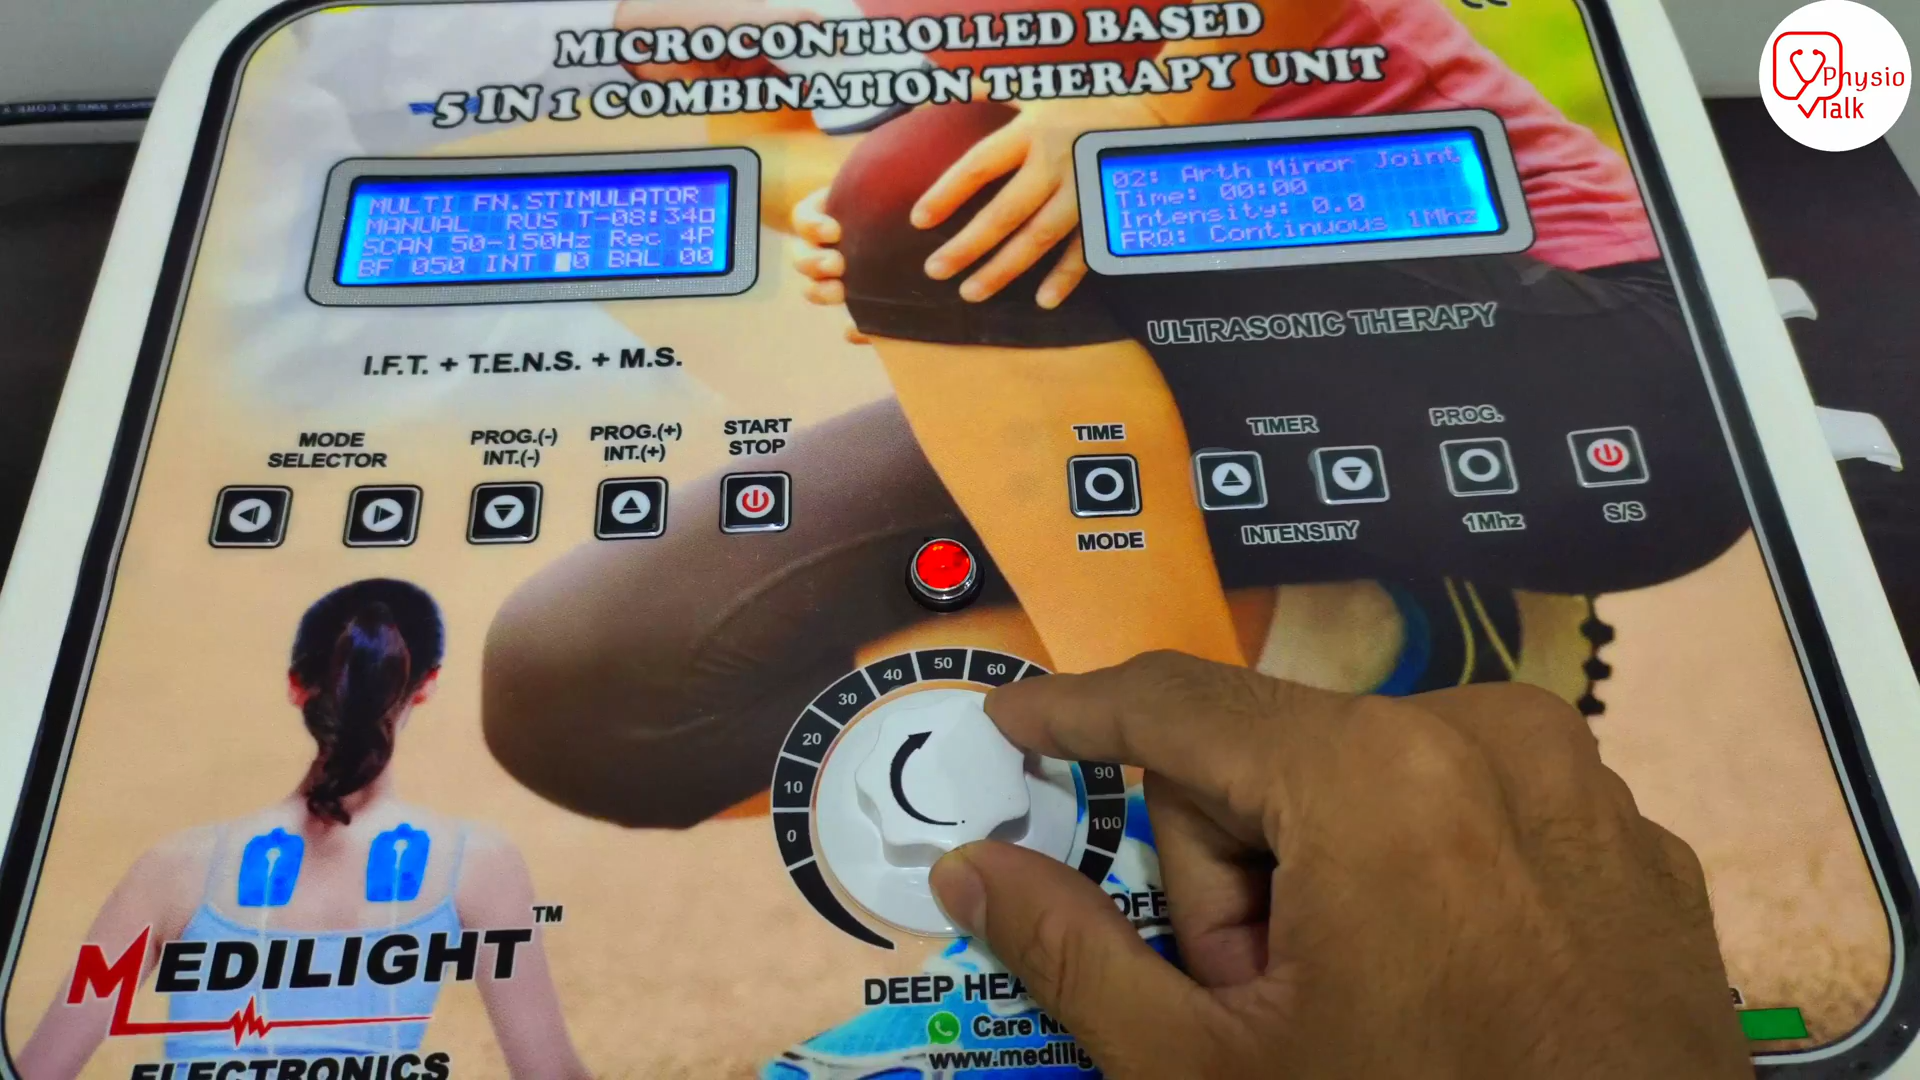 MICROCONTROLLED BASED
5 IN 1 COMBINATION THERAPY UNIT
Physio
Talk
MULTI FN.STIMULATOR
MANUAL RUS T-08:34
SCAN 50-150Hz Rec 4P
BF 050 INT 0 BAL 00
02: Arth Minor Joint
Time: 00:00
Intensity: 0.0
FRQ: Continuous 1Mhz
I.F.T. + T.E.N.S. + M.S.
ULTRASONIC THERAPY
MODE
SELECTOR
PROG.(-)
INT.(-)
PROG.(+)
INT.(+)
START
STOP
TIME
MODE
TIMER
INTENSITY
PROG.
1Mhz
S/S
0
10
20
30
40
50
60
90
100
OFF
DEEP HEA
Care
www.medilig
MEDILIGHT TM
ELECTRONICS